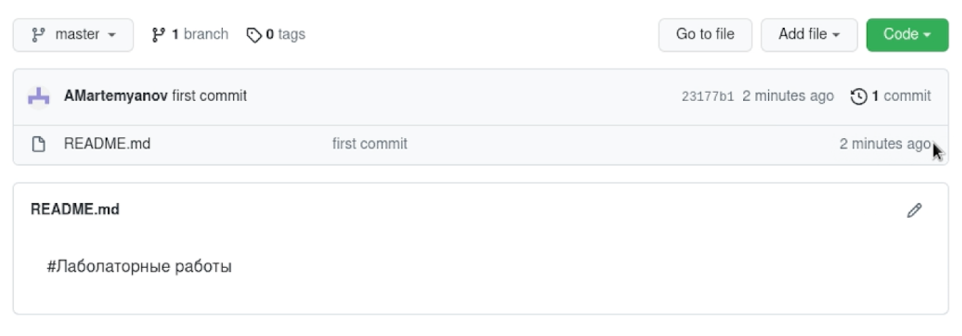 master 1 branch 0 tags Go to file Add file Code
AMartemyanov first commit 23177b1 2 minutes ago 1 commit
README.md first commit 2 minutes ago
README.md
#Лаболаторные работы